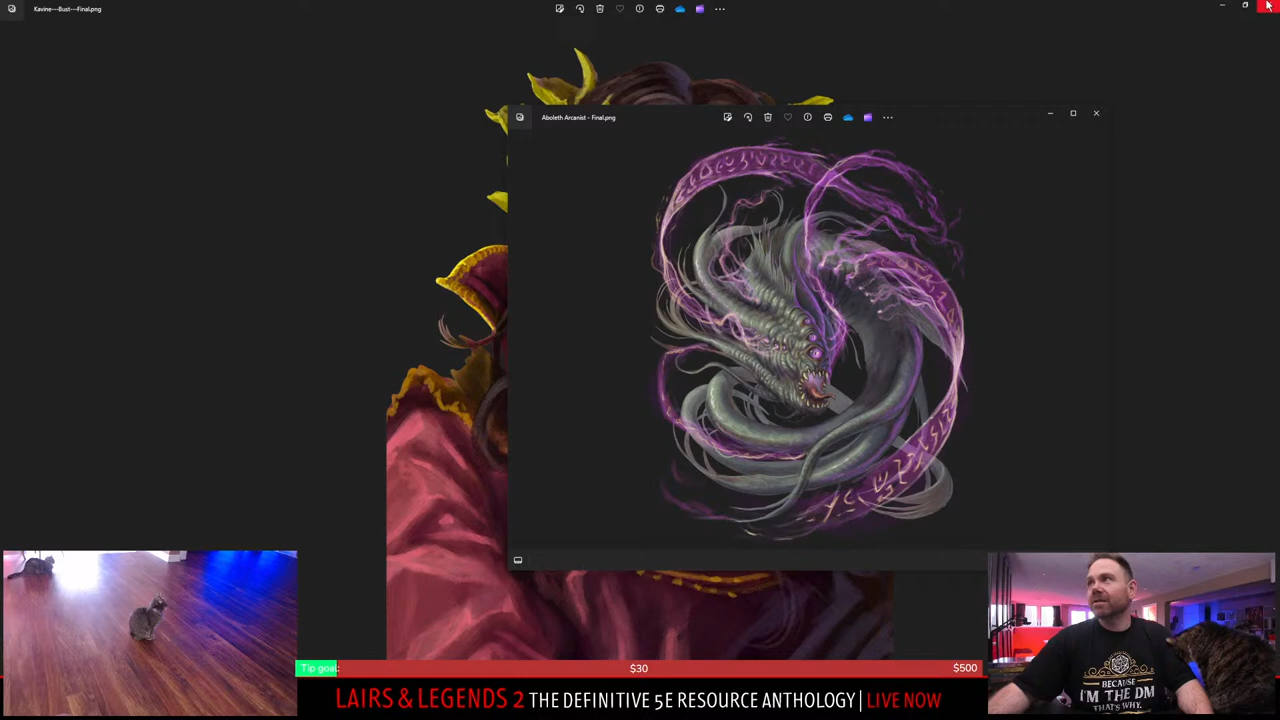 Kavine---Bust---Final.png
Aboleth Arcanist - Final.png
Tip goal:
$30
$500
LAIRS & LEGENDS 2 THE DEFINITIVE 5E RESOURCE ANTHOLOGY | LIVE NOW
BECAUSE
I'M THE DM
THAT'S WHY.